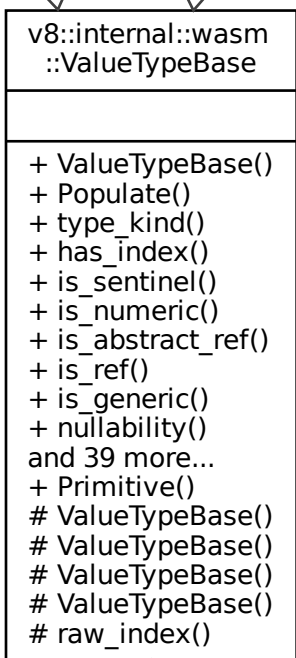 v8::internal::wasm
::ValueTypeBase
+ ValueTypeBase()
+ Populate()
+ type_kind()
+ has_index()
+ is_sentinel()
+ is_numeric()
+ is_abstract_ref()
+ is_ref()
+ is_generic()
+ nullability()
and 39 more...
+ Primitive()
# ValueTypeBase()
# ValueTypeBase()
# ValueTypeBase()
# ValueTypeBase()
# raw_index()